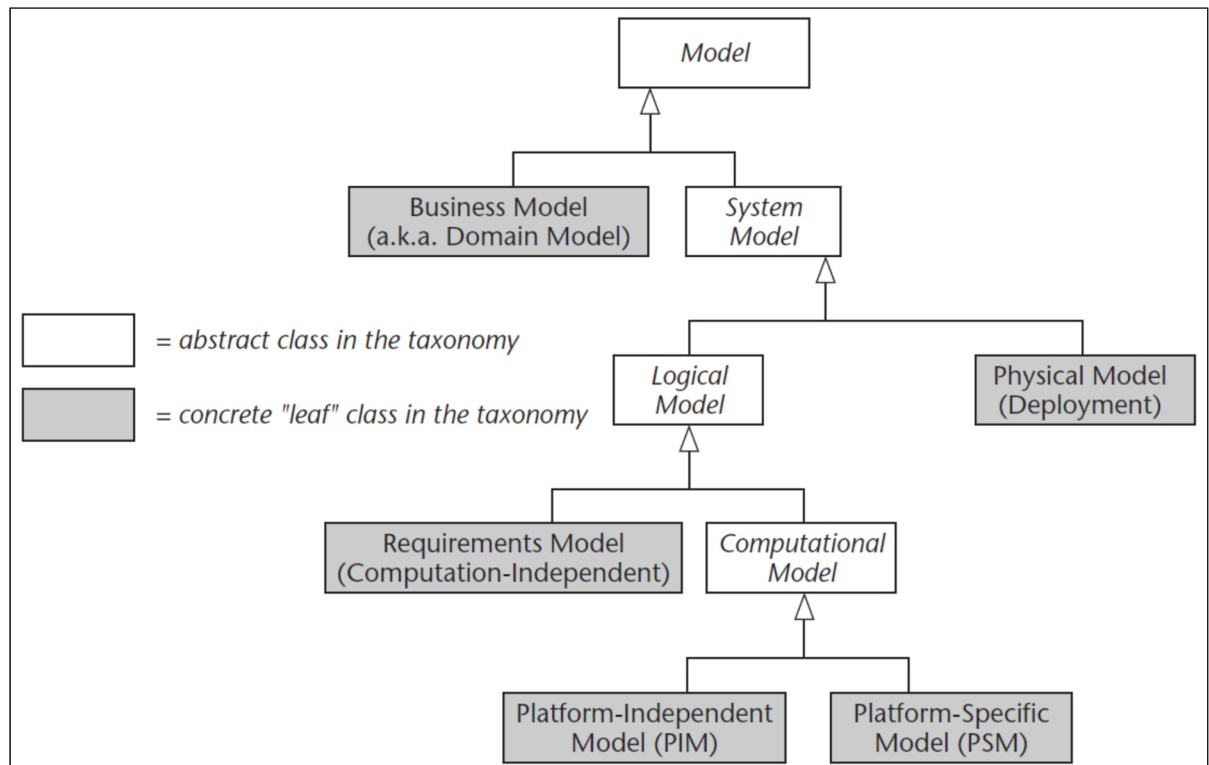 Model
Business Model
(a.k.a. Domain Model)
System
Model
= abstract class in the taxonomy
= concrete "leaf" class in the taxonomy
Logical
Model
Physical Model
(Deployment)
Requirements Model
(Computation-Independent)
Computational
Model
Platform-Independent
Model (PIM)
Platform-Specific
Model (PSM)